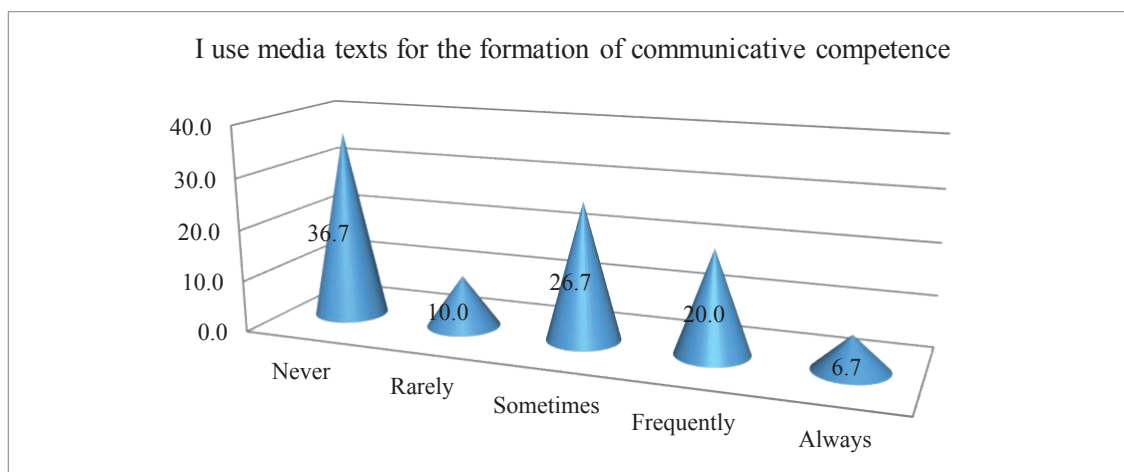 I use media texts for the formation of communicative competence
40.0
30.0
20.0
10.0
0.0
36.7
10.0
26.7
20.0
6.7
Never
Rarely
Sometimes
Frequently
Always